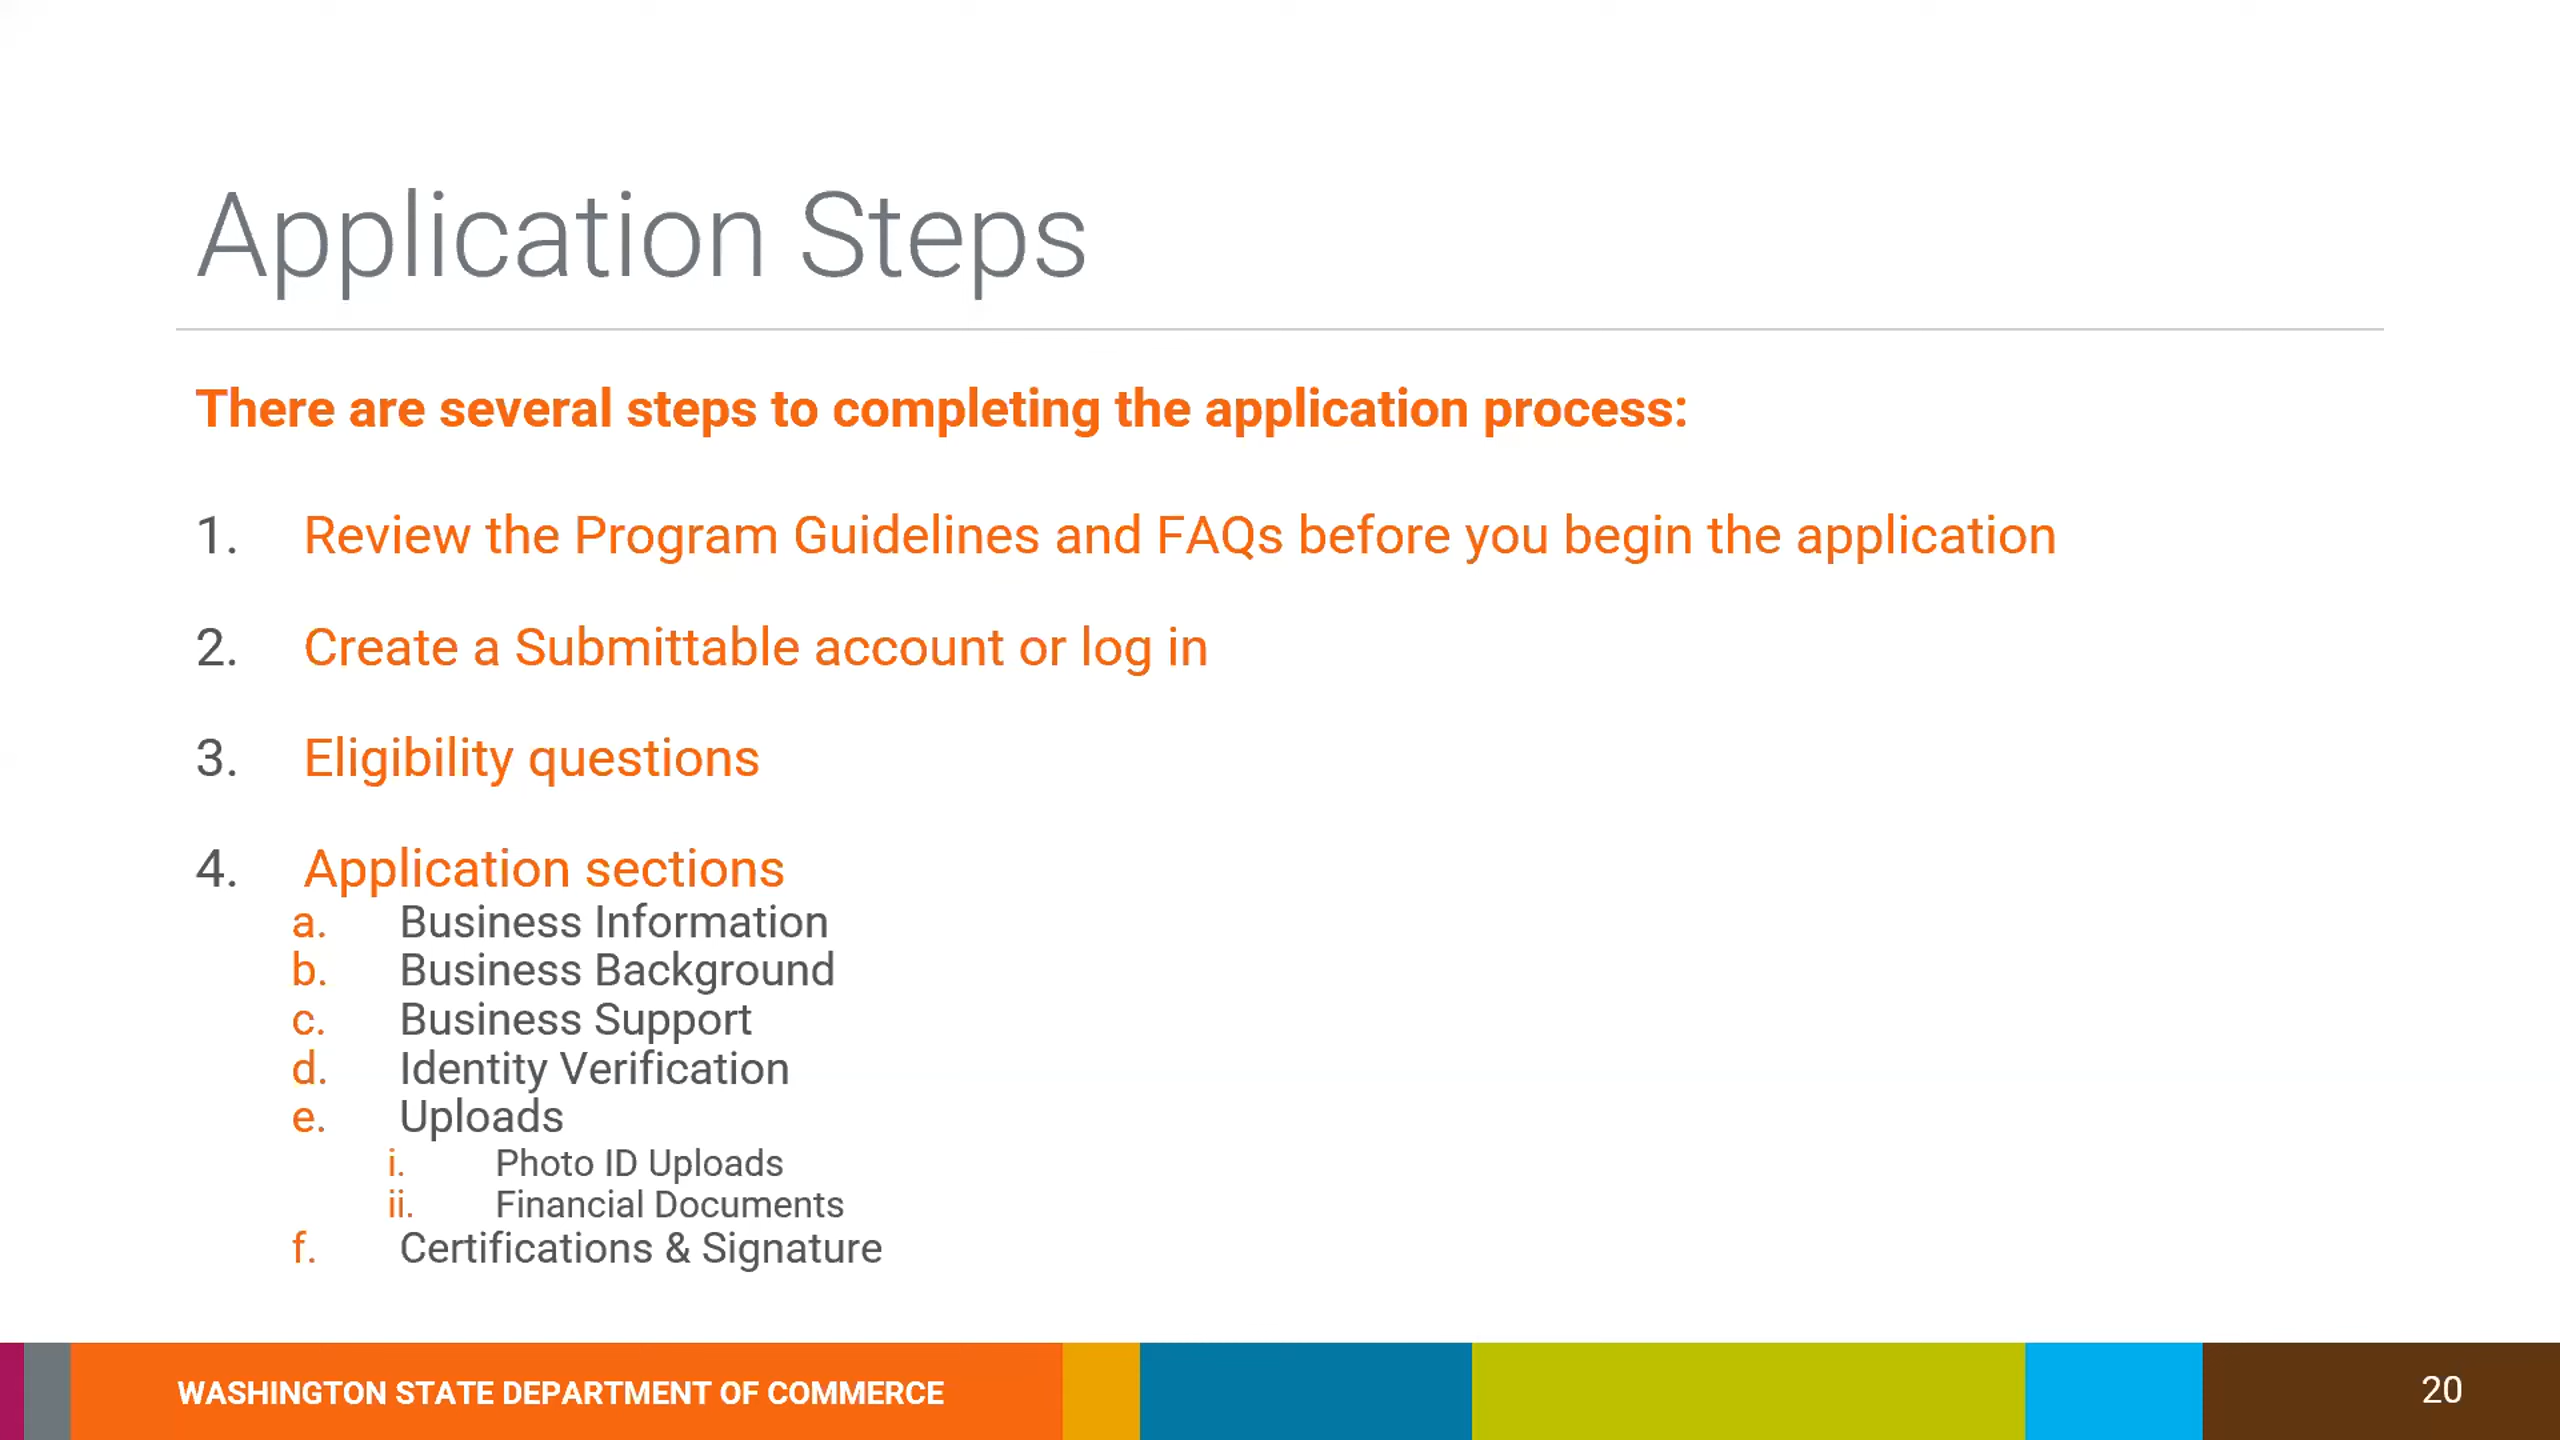 Application Steps
There are several steps to completing the application process:
1. Review the Program Guidelines and FAQs before you begin the application
2. Create a Submittable account or log in
3. Eligibility questions
4. Application sections
a. Business Information
b. Business Background
c. Business Support
d. Identity Verification
e. Uploads
i. Photo ID Uploads
ii. Financial Documents
f. Certifications & Signature
WASHINGTON STATE DEPARTMENT OF COMMERCE
20